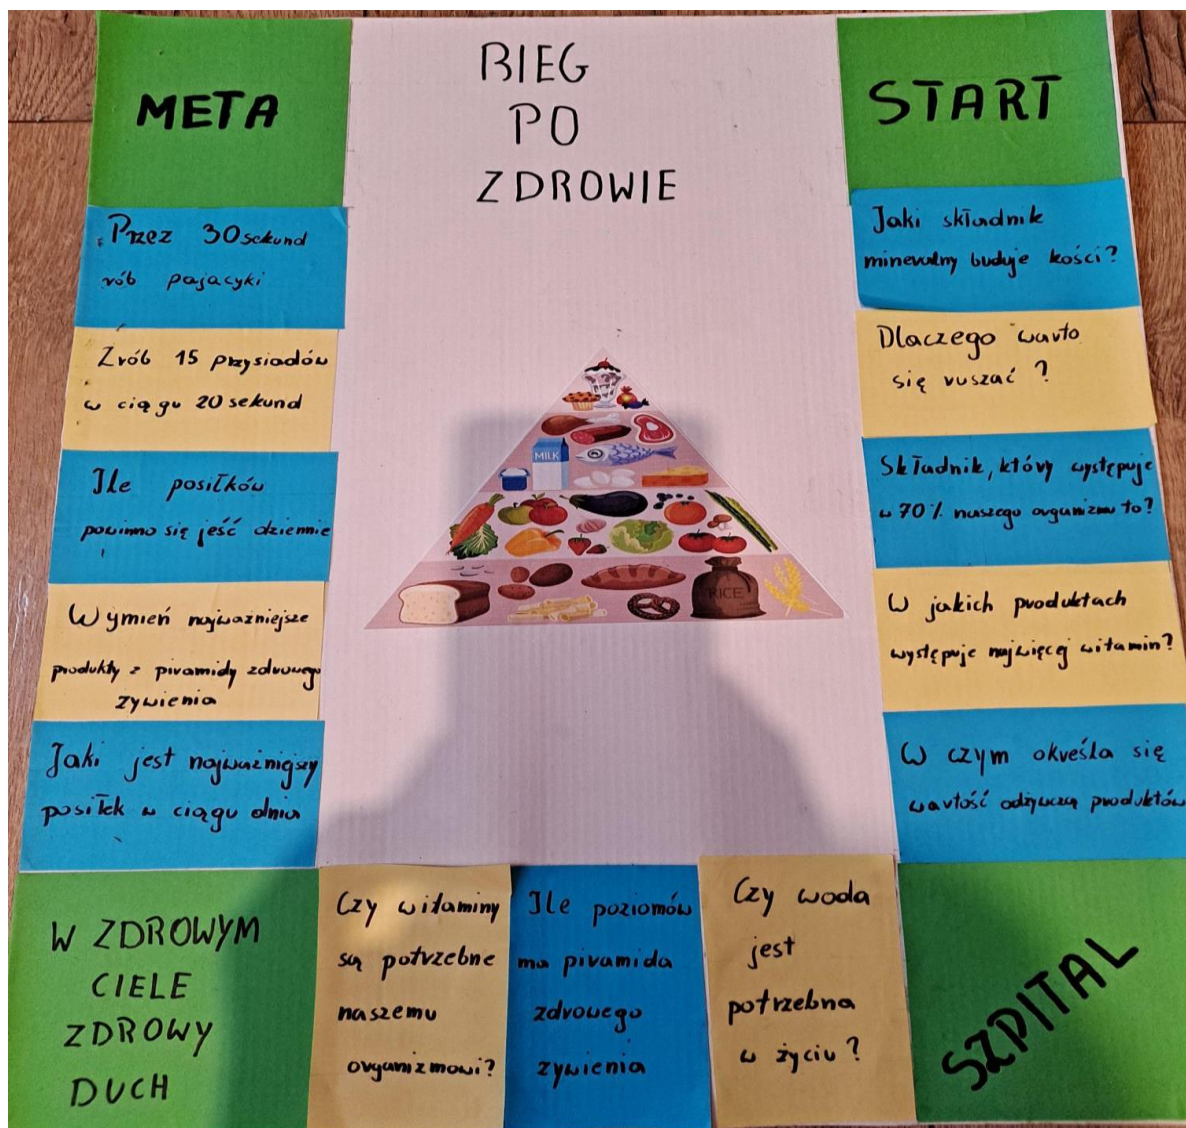 META
BIEG
PO
ZDROWIE
START
Jaki składnik
mineralny buduje kości?
Dlaczego warto
się ruszać?
Składnik, który występuje
w 70% naszego organizmu to?
W jakich produktach
występuje najwięcej witamin?
W czym określa się
wartość odżywczą produktów
SZPITAL
Czy woda
jest
potrzebna
w życiu?
Ile poziomów
ma piramida
zdrowego
żywienia
Czy witaminy
są potrzebne
naszemu
organizmowi?
W ZDROWYM
CIELE
ZDROWY
DUCH
Jaki jest najważniejszy
posiłek w ciągu dnia
Wymień najważniejsze
produkty z piramidy zdrowego
żywienia
Ile posiłków
powinno się jeść dziennie
Zrób 15 przysiadów
w ciągu 20 sekund
Przez 30 sekund
rób pajacyki
MILK
RICE